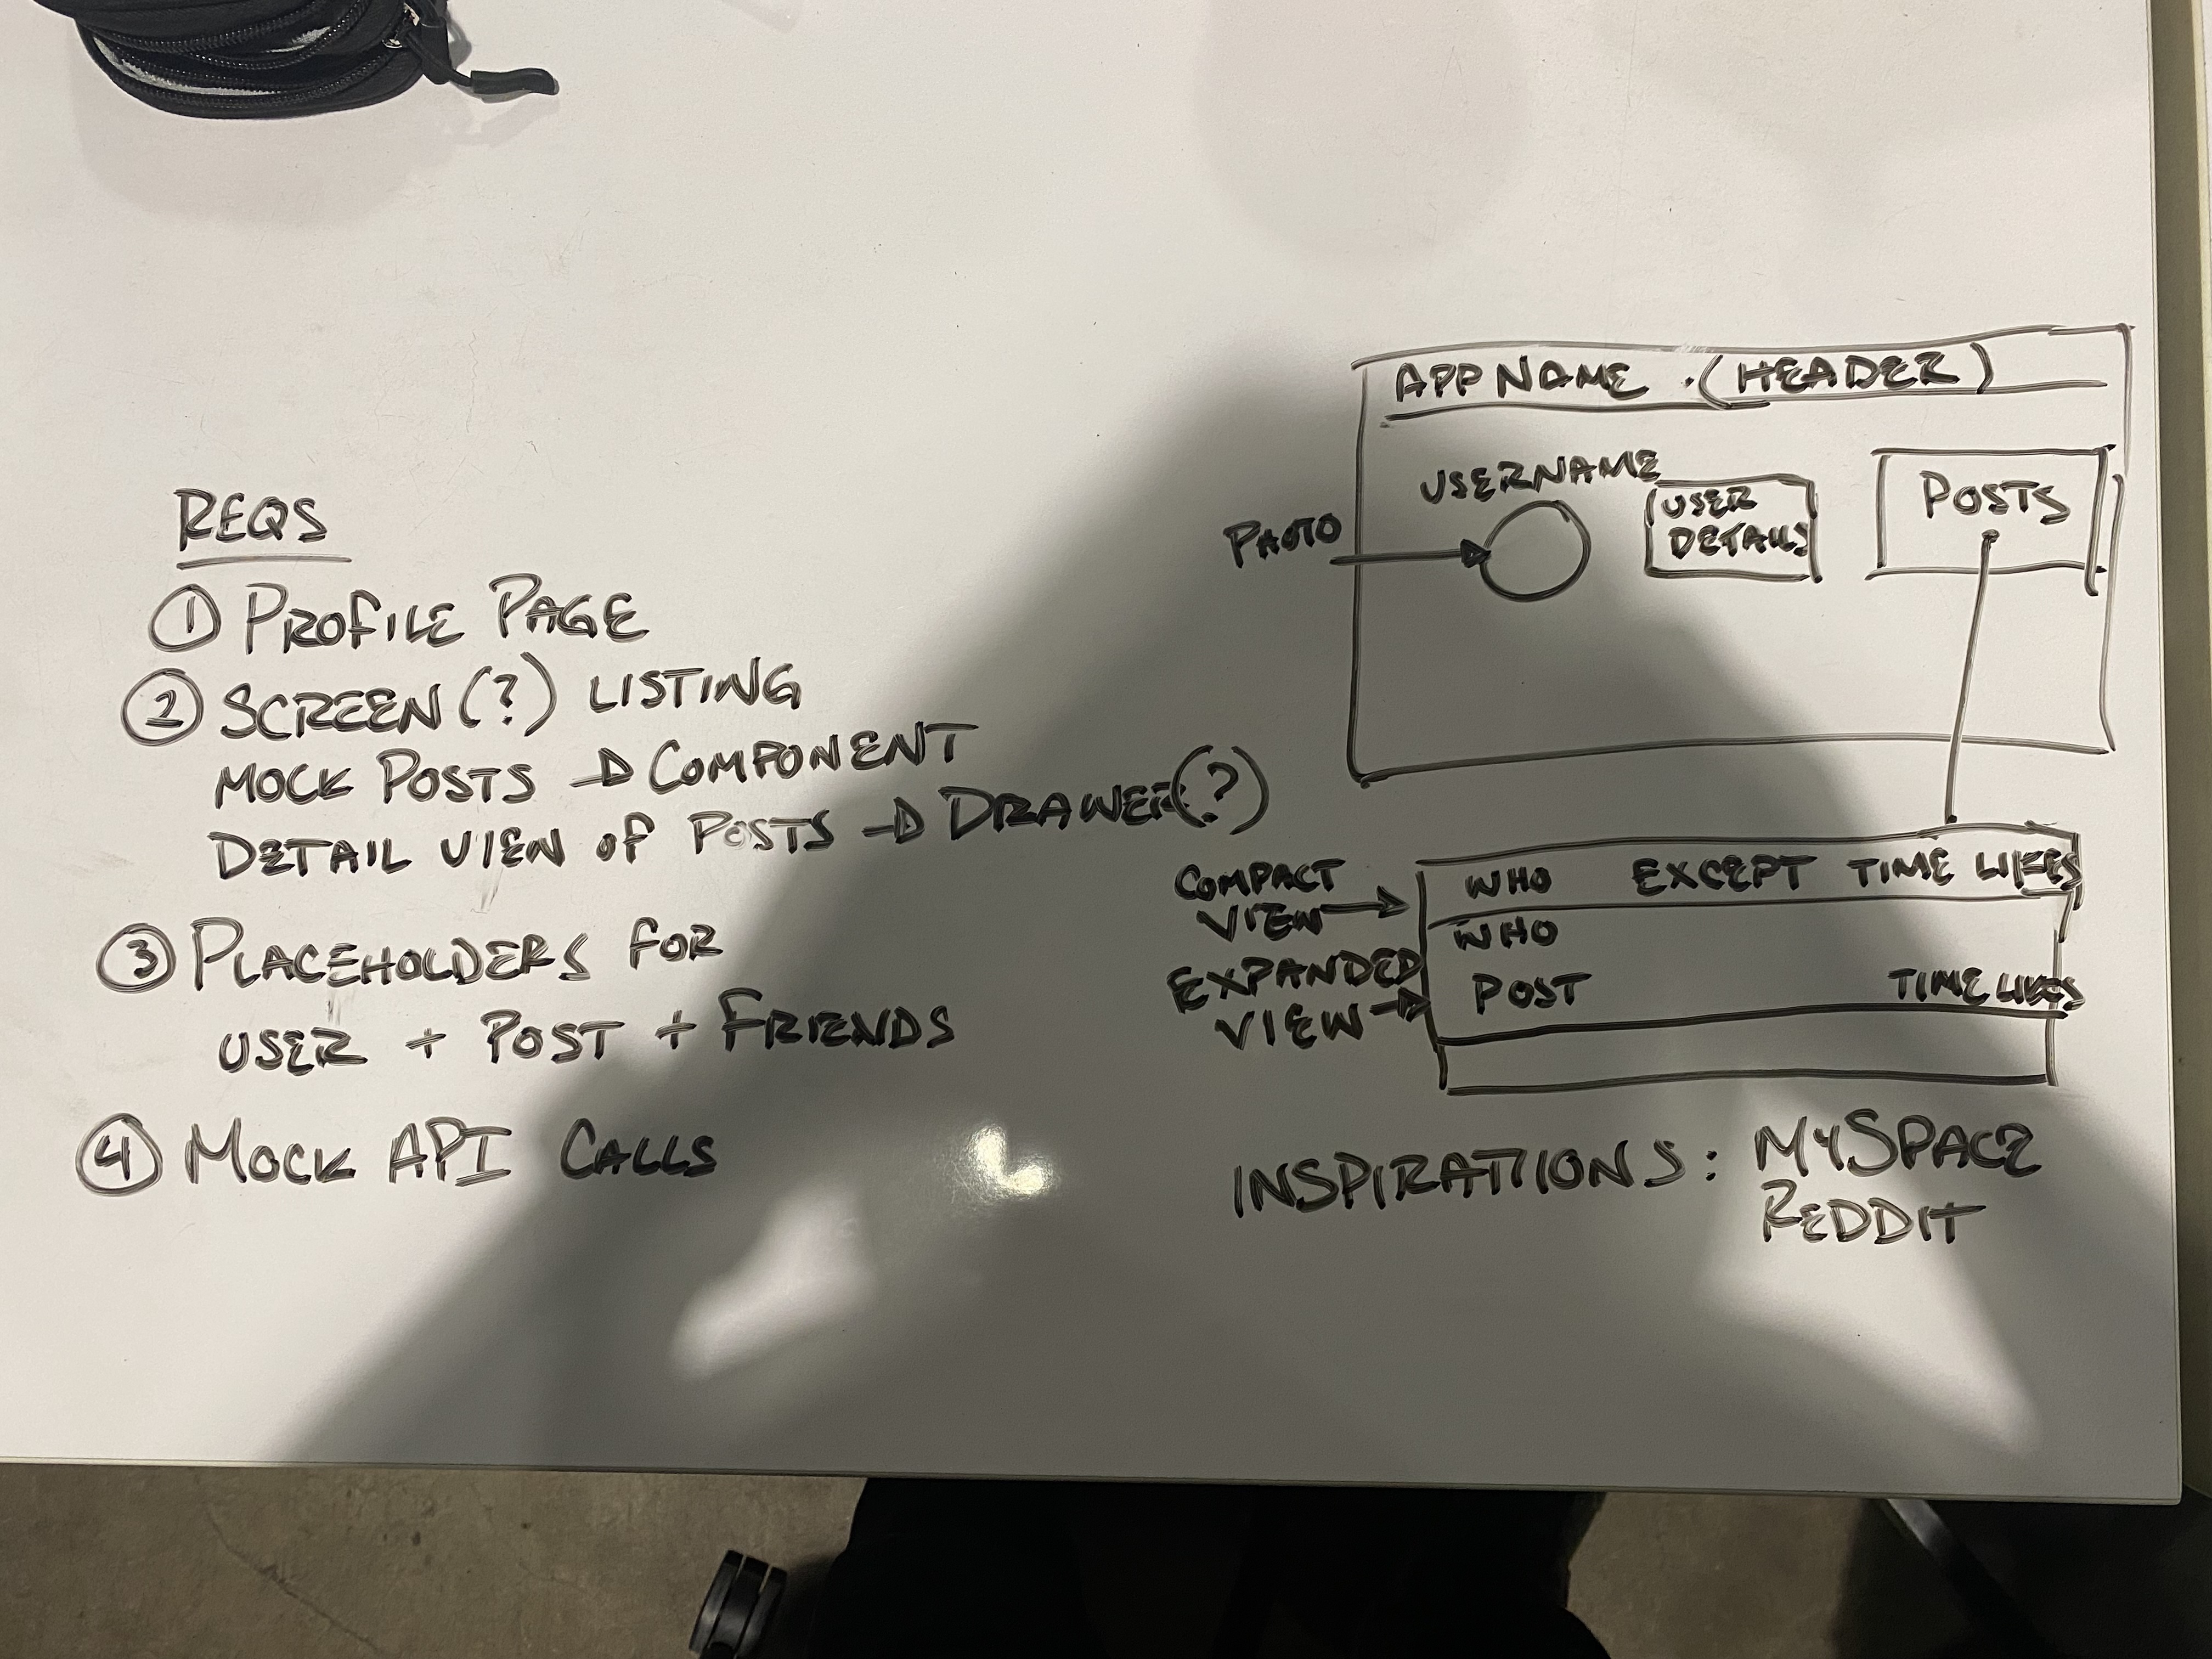 REQS
① PROFILE PAGE
② SCREEN(?) LISTING
MOCK POSTS → COMPONENT
DETAIL VIEW OF POSTS → DRAWER(?)
③ PLACEHOLDERS FOR
USER + POST + FRIENDS
④ MOCK API CALLS
APP NAME .(HEADER)
USERNAME
PHOTO
USER
DETAILS
POSTS
COMPACT
VIEW
WHO EXCEPT TIME LIKES
EXPANDED
VIEW
WHO
POST TIME LIKES
INSPIRATIONS: MYSPACE
REDDIT